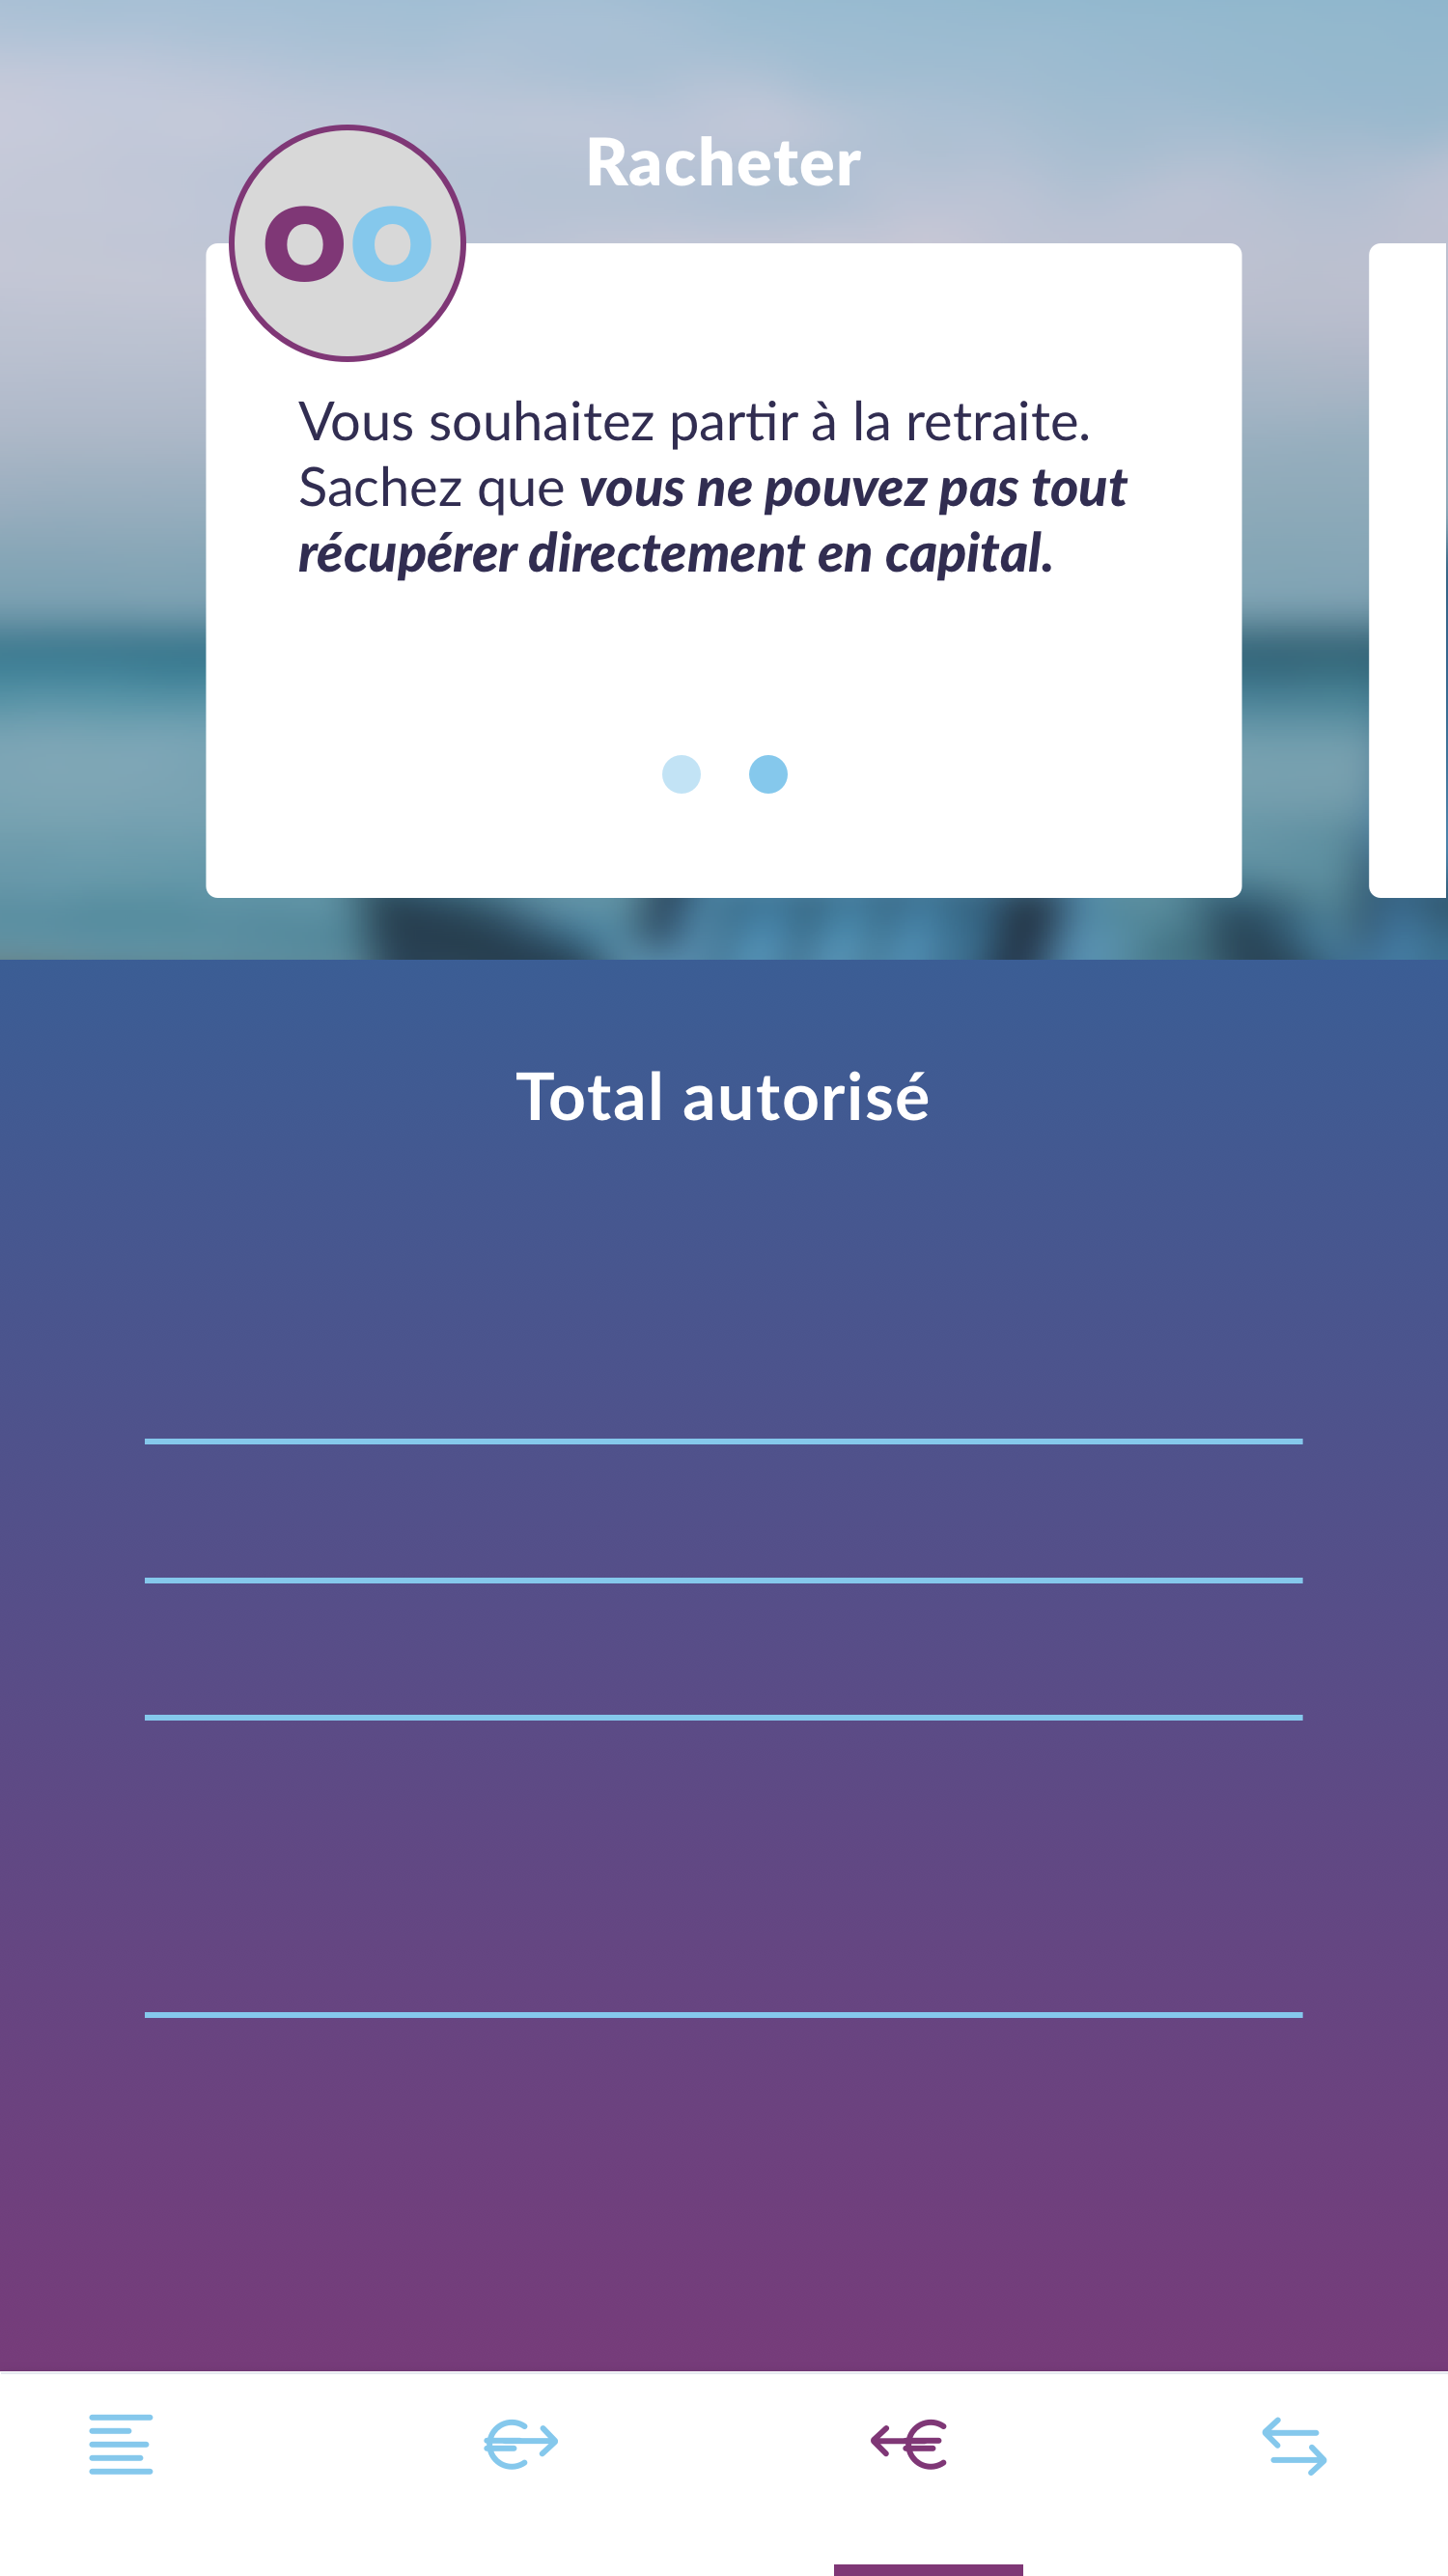 Racheter
oo
Vous souhaitez partir à la retraite.
Sachez que vous ne pouvez pas tout
récupérer directement en capital.
Total autorisé